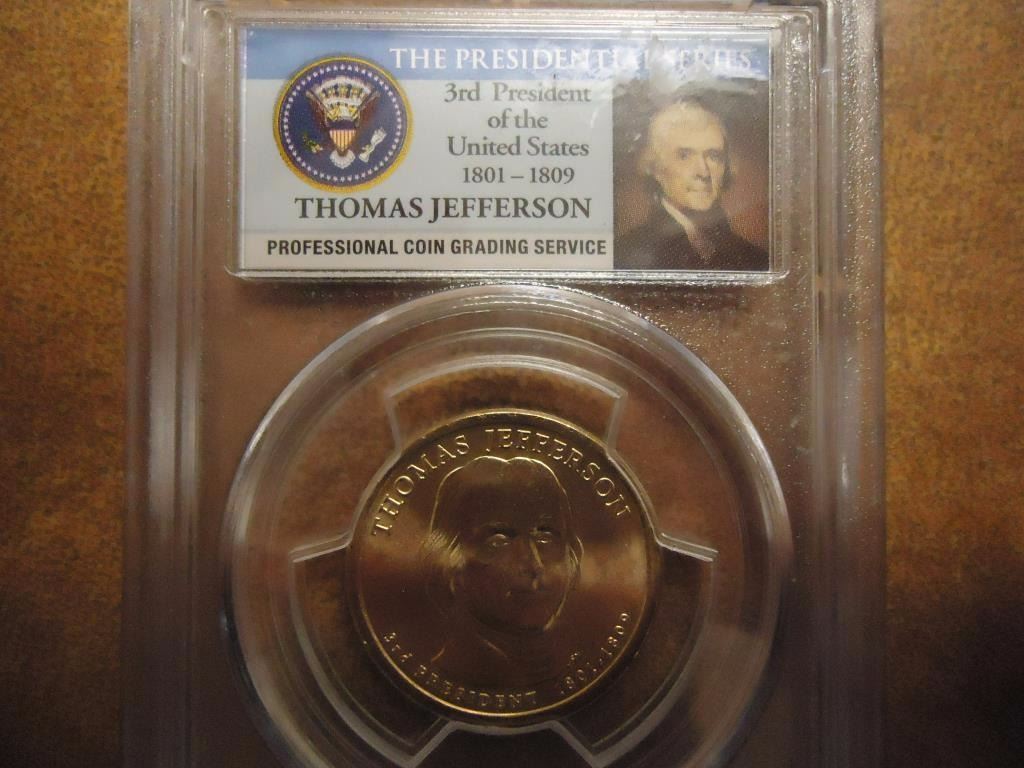 THE PRESIDENTIAL SERIES
3rd President
of the
United States
1801 – 1809
THOMAS JEFFERSON
PROFESSIONAL COIN GRADING SERVICE
THOMAS JEFFERSON
3rd PRESIDENT 1801-1809